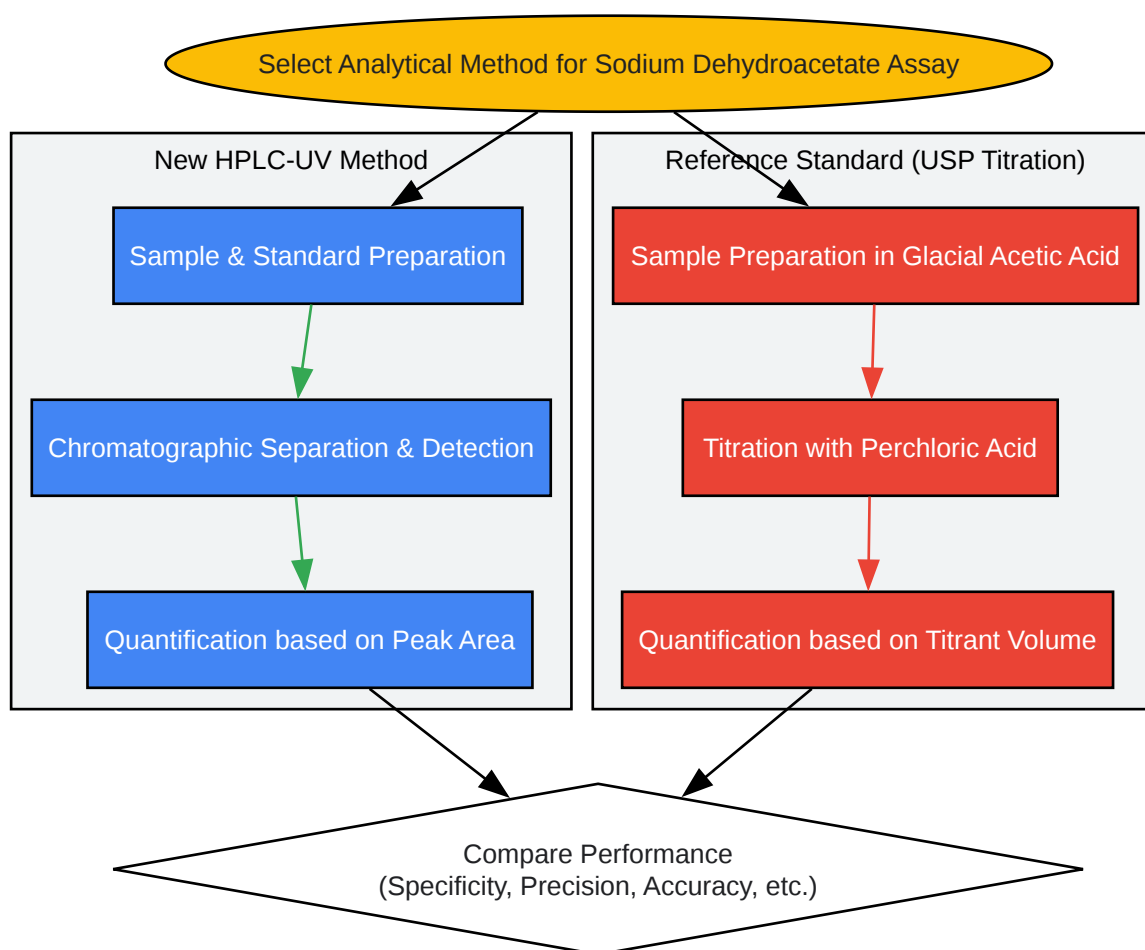 Select Analytical Method for Sodium Dehydroacetate Assay
New HPLC-UV Method
Sample & Standard Preparation
Chromatographic Separation & Detection
Quantification based on Peak Area
Reference Standard (USP Titration)
Sample Preparation in Glacial Acetic Acid
Titration with Perchloric Acid
Quantification based on Titrant Volume
Compare Performance
(Specificity, Precision, Accuracy, etc.)